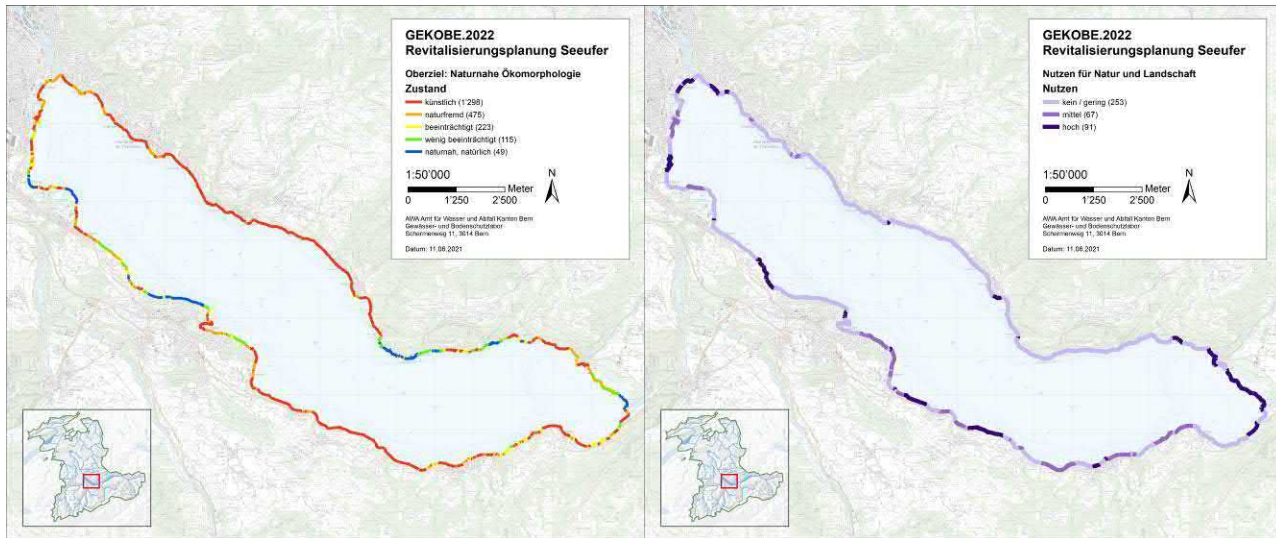 GEKOBE.2022
Revitalisierungsplanung Seeufer
Oberziel: Naturnahe Ökomorphologie
Zustand
künstlich (1'298)
naturfremd (475)
beeinträchtigt (223)
wenig beeinträchtigt (115)
naturnah, natürlich (49)
1:50'000
N
Meter
0 1'250 2'500
AWA Amt für Wasser und Abfall Kanton Bern
Gewässer- und Bodenschutzlabor
Schermenweg 11, 3014 Bern
Datum: 11.08.2021
GEKOBE.2022
Revitalisierungsplanung Seeufer
Nutzen für Natur und Landschaft
Nutzen
kein / gering (253)
mittel (67)
hoch (91)
1:50'000
N
Meter
0 1'250 2'500
AWA Amt für Wasser und Abfall Kanton Bern
Gewässer- und Bodenschutzlabor
Schermenweg 11, 3014 Bern
Datum: 11.08.2021